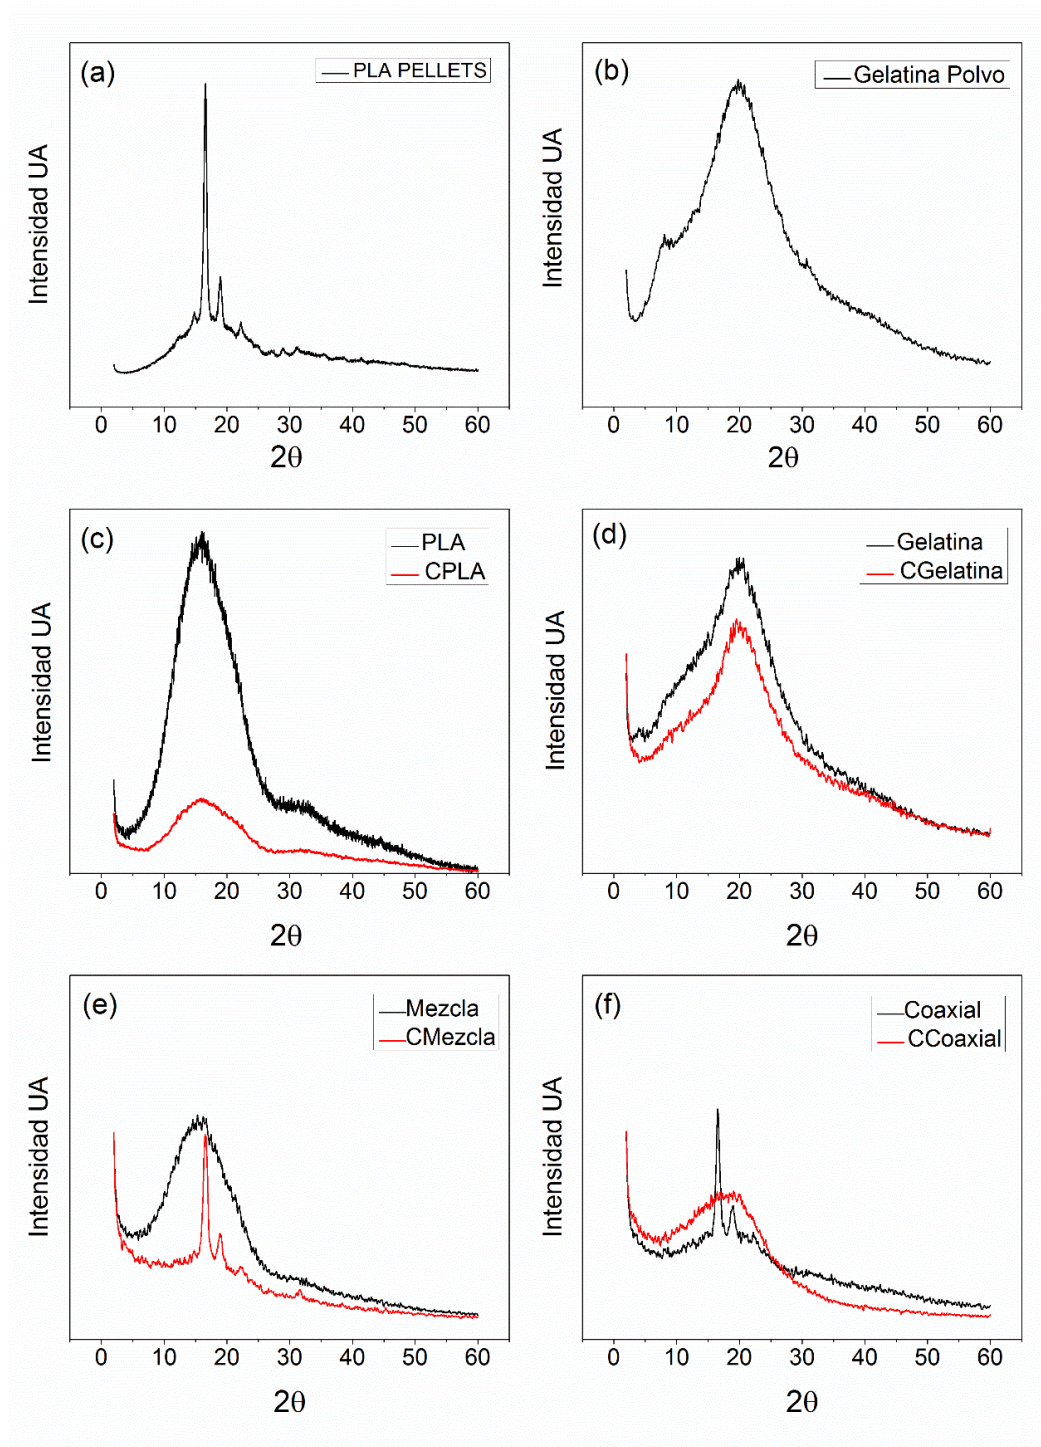 (a)
PLA PELLETS
Intensidad UA
0 10 20 30 40 50 60
2θ
(b)
Gelatina Polvo
Intensidad UA
0 10 20 30 40 50 60
2θ
(c)
PLA
CPLA
Intensidad UA
0 10 20 30 40 50 60
2θ
(d)
Gelatina
CGelatina
Intensidad UA
0 10 20 30 40 50 60
2θ
(e)
Mezcla
CMezcla
Intensidad UA
0 10 20 30 40 50 60
2θ
(f)
Coaxial
CCoaxial
Intensidad UA
0 10 20 30 40 50 60
2θ